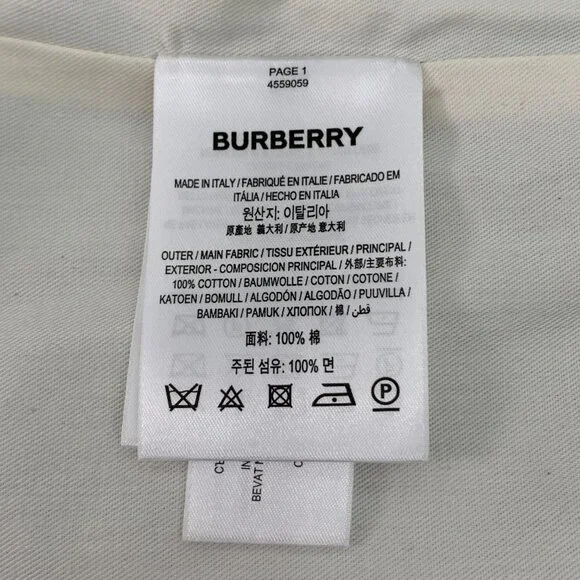 PAGE 1
4559059
BURBERRY
MADE IN ITALY / FABRIQUÉ EN ITALIE / FABRICADO EM
ITÁLIA / HECHO EN ITALIA
원산지: 이탈리아
原產地 義大利 / 原产地 意大利
OUTER / MAIN FABRIC / TISSU EXTÉRIEUR / PRINCIPAL /
EXTERIOR - COMPOSICION PRINCIPAL / 外部/主要布料:
100% COTTON / BAUMWOLLE / COTON / COTONE /
KATOEN / BOMULL / ALGODÓN / ALGODÃO / PUUVILLA /
BAMBAKI / PAMUK / ХЛОПОК / 棉 / قطن
面料: 100% 棉
주된 섬유: 100% 면
P
BEVAT